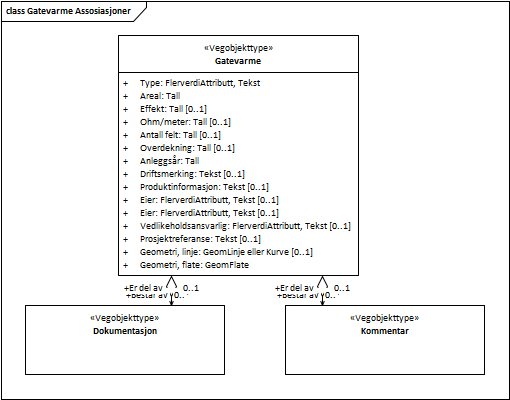 class Gatevarme Assosiasjoner
«Vegobjekttype»
Gatevarme
+ Type: FlerverdiAttributt, Tekst
+ Areal: Tall
+ Effekt: Tall [0..1]
+ Ohm/meter: Tall [0..1]
+ Antall felt: Tall [0..1]
+ Overdekning: Tall [0..1]
+ Anleggsår: Tall
+ Driftsmerking: Tekst [0..1]
+ Produktinformasjon: Tekst [0..1]
+ Eier: FlerverdiAttributt, Tekst [0..1]
+ Eier: FlerverdiAttributt, Tekst [0..1]
+ Vedlikeholdsansvarlig: FlerverdiAttributt, Tekst [0..1]
+ Prosjektreferanse: Tekst [0..1]
+ Geometri, linje: GeomLinje eller Kurve [0..1]
+ Geometri, flate: GeomFlate
+Er del av 0..1 +Er del av 0..1
+Består av 0..* +Består av 0..*
«Vegobjekttype»
Dokumentasjon
«Vegobjekttype»
Kommentar